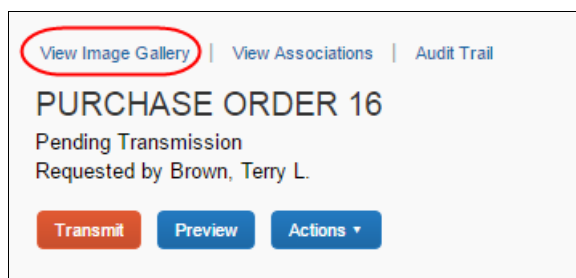 View Image Gallery | View Associations | Audit Trail
PURCHASE ORDER 16
Pending Transmission
Requested by Brown, Terry L.
Transmit Preview Actions